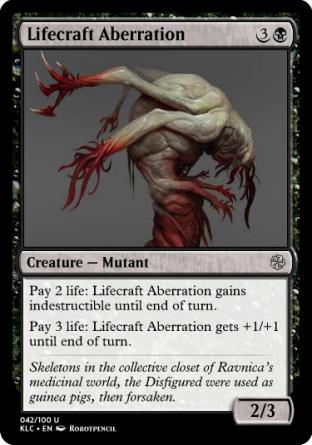 Lifecraft Aberration 3
Creature — Mutant
Pay 2 life: Lifecraft Aberration gains
indestructible until end of turn.
Pay 3 life: Lifecraft Aberration gets +1/+1
until end of turn.
Skeletons in the collective closet of Ravnica's
medicinal world, the Disfigured were used as
guinea pigs, then forsaken.
2/3
042/100 U
KLC • EN ROBOTPENCIL